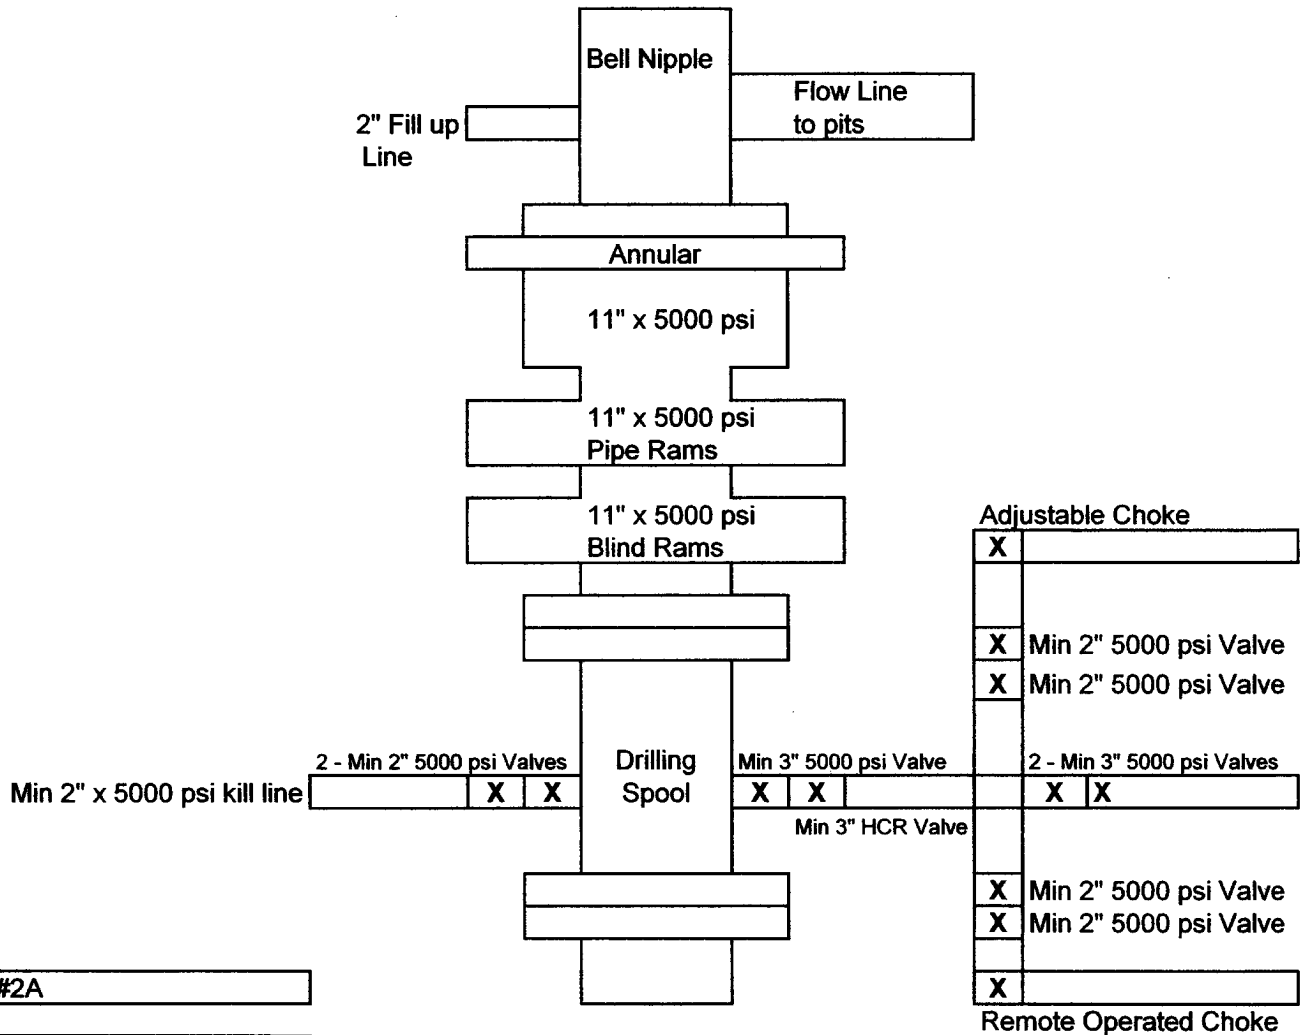 Bell Nipple
Flow Line
to pits
2" Fill up
Line
Annular
11" x 5000 psi
11" x 5000 psi
Pipe Rams
11" x 5000 psi
Blind Rams
Adjustable Choke
X
X Min 2" 5000 psi Valve
X Min 2" 5000 psi Valve
2 - Min 2" 5000 psi Valves
Drilling
Spool
Min 3" 5000 psi Valve
2 - Min 3" 5000 psi Valves
Min 2" x 5000 psi kill line
X X
X X
X X
Min 3" HCR Valve
X Min 2" 5000 psi Valve
X Min 2" 5000 psi Valve
#2A
X
Remote Operated Choke